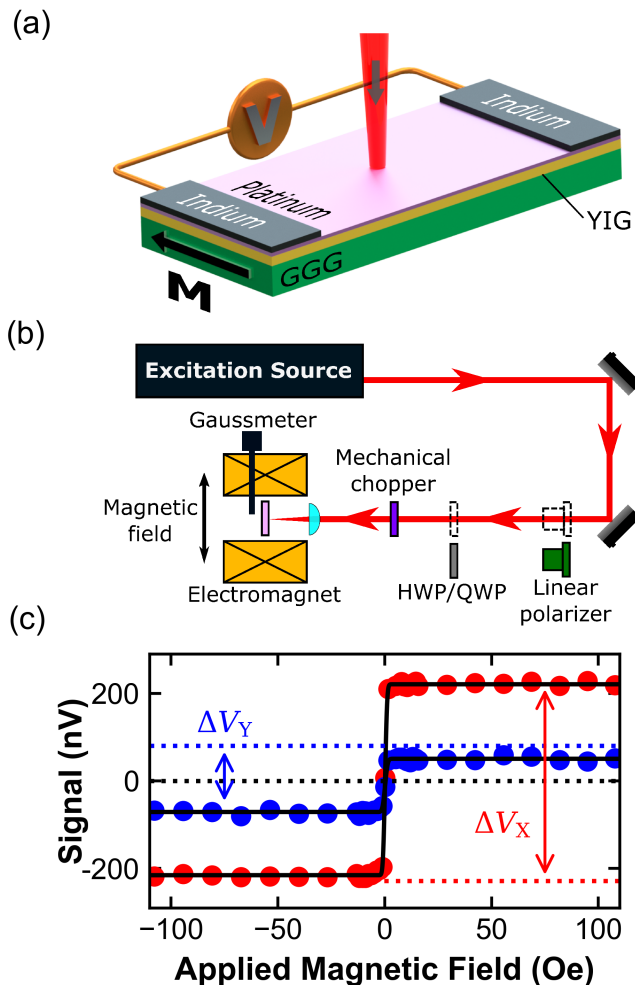 (a)
V
Indium
Platinum
Indium
YIG
GGG
M
(b)
Excitation Source
Gaussmeter
Mechanical
chopper
Magnetic
field
Electromagnet
HWP/QWP
Linear
polarizer
(c)
Signal (nV)
200
0
-200
ΔVY
ΔVX
−100
−50
0
50
100
Applied Magnetic Field (Oe)